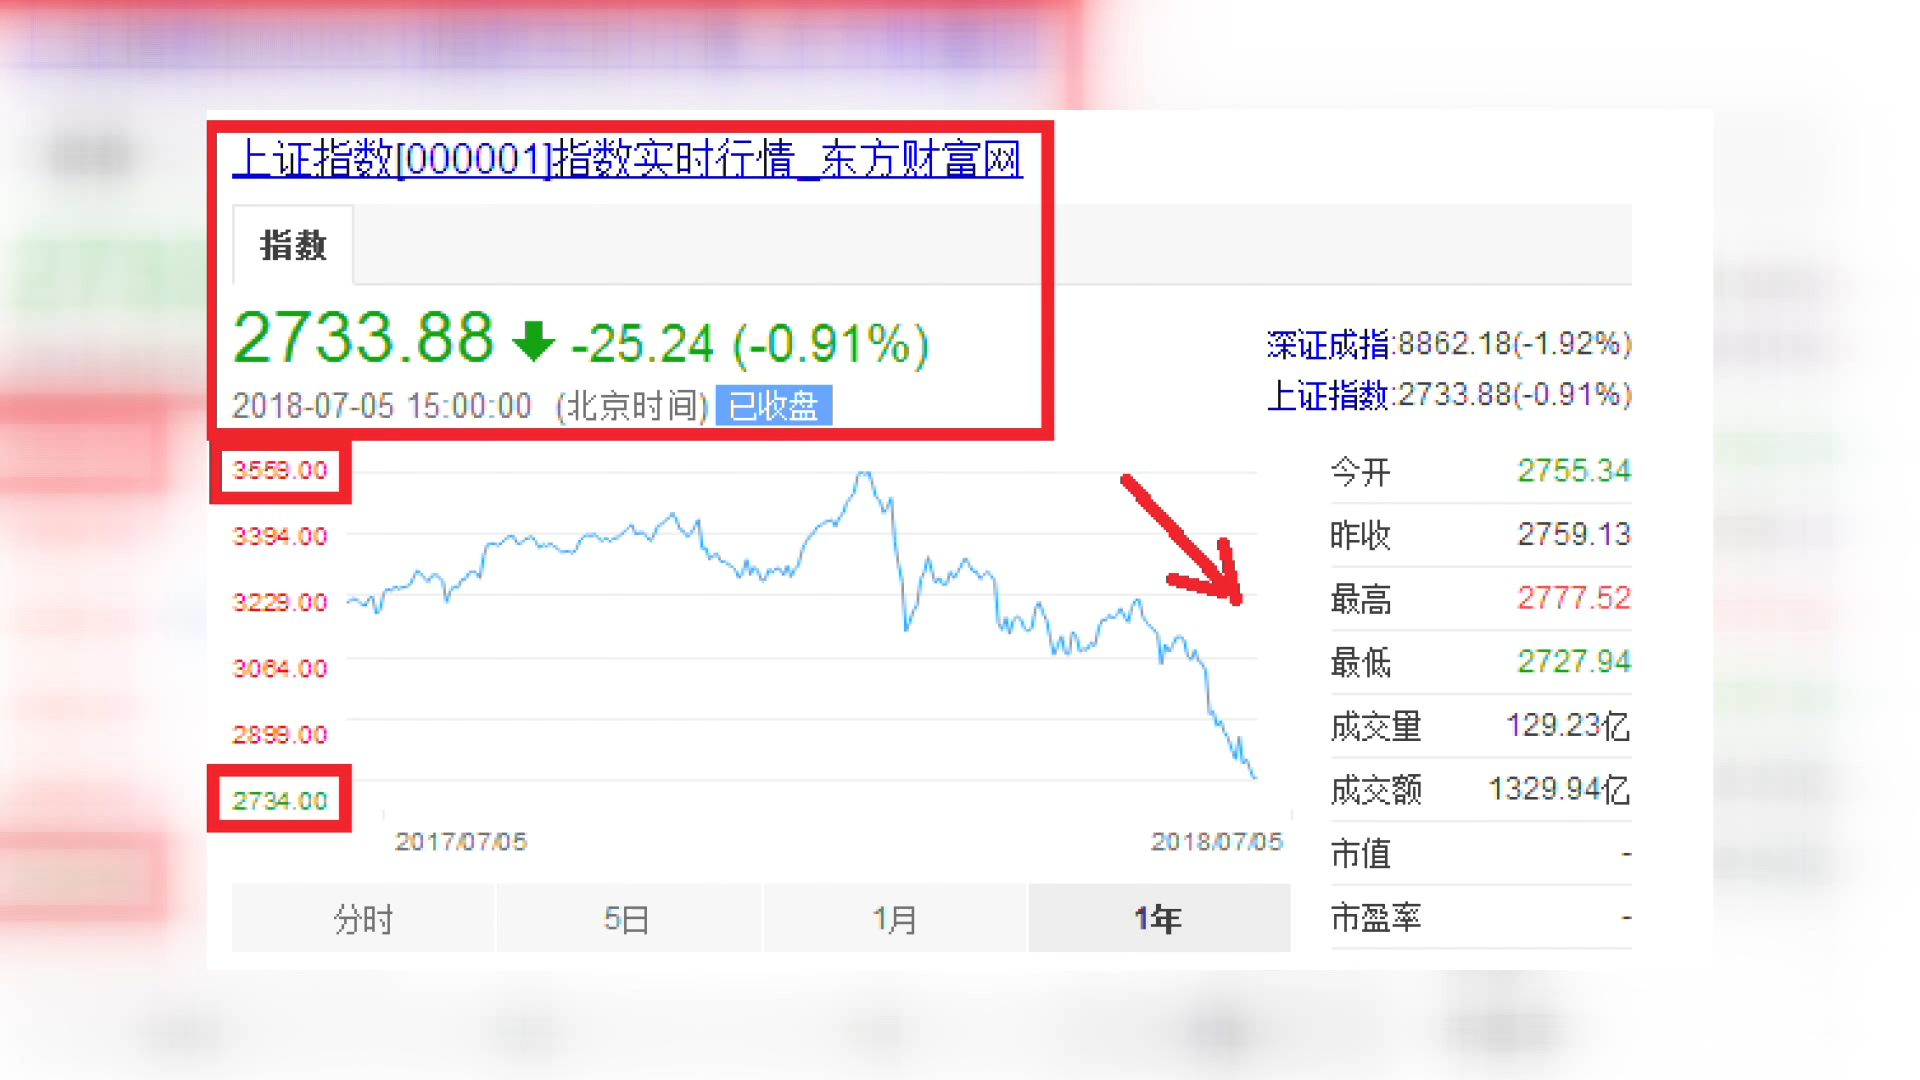 上证指数[000001]指数实时行情_东方财富网
指数
2733.88 -25.24 (-0.91%)
2018-07-05 15:00:00 (北京时间) 已收盘
深证成指:8862.18(-1.92%)
上证指数:2733.88(-0.91%)
3559.00
3394.00
3229.00
3064.00
2899.00
2734.00
2017/07/05
2018/07/05
分时
5日
1月
1年
今开 2755.34
昨收 2759.13
最高 2777.52
最低 2727.94
成交量 129.23亿
成交额 1329.94亿
市值 -
市盈率 -